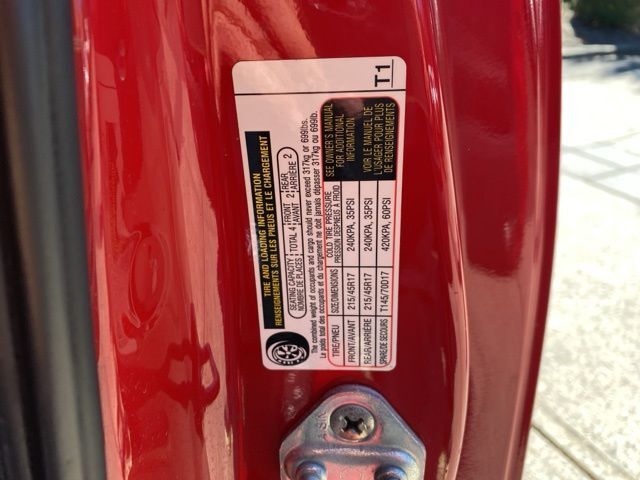 TIRE AND LOADING INFORMATION
RENSEIGNEMENTS SUR LES PNEUS ET LE CHARGEMENT
SEATING CAPACITY TOTAL 4 FRONT 2 REAR 2
NOMBRE DE PLACES AVANT ARRIÈRE
The combined weight of occupants and cargo should never exceed 317kg or 699lbs.
Le poids total des occupants et du chargement ne doit jamais dépasser 317kg ou 699lb.
TIRE/PNEU SIZE/DIMENSIONS COLD TIRE PRESSURE
PRESSION DES PNEUS À FROID
FRONT/AVANT 215/45R17 240KPA, 35PSI
REAR/ARRIÈRE 215/45R17 240KPA, 35PSI
SPARE/DE SECOURS T145/70D17 420KPA, 60PSI
SEE OWNER'S MANUAL
FOR ADDITIONAL
INFORMATION
VOIR LE MANUEL DE
L'USAGER POUR PLUS
DE RENSEIGNEMENTS
T1